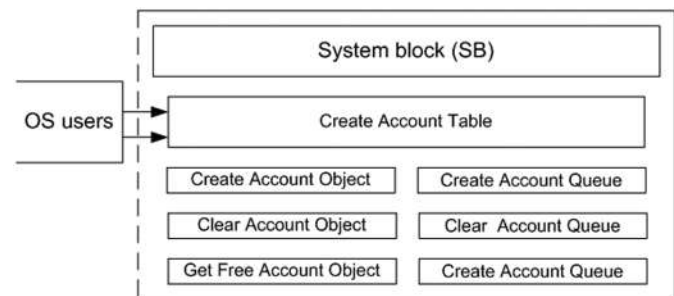 System block (SB)
OS users
Create Account Table
Create Account Object
Create Account Queue
Clear Account Object
Clear Account Queue
Get Free Account Object
Create Account Queue